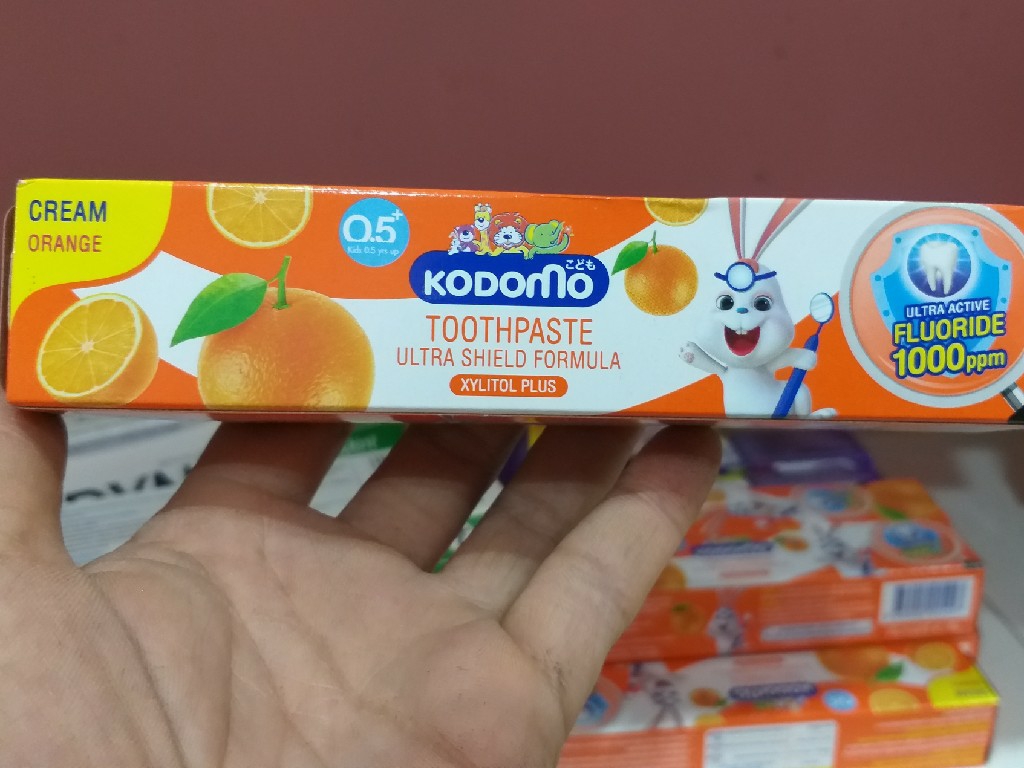 CREAM
ORANGE
0.5+
Kids 0.5 yrs up
こども
KODOMO
TOOTHPASTE
ULTRA SHIELD FORMULA
XYLITOL PLUS
ULTRA ACTIVE
FLUORIDE
1000ppm